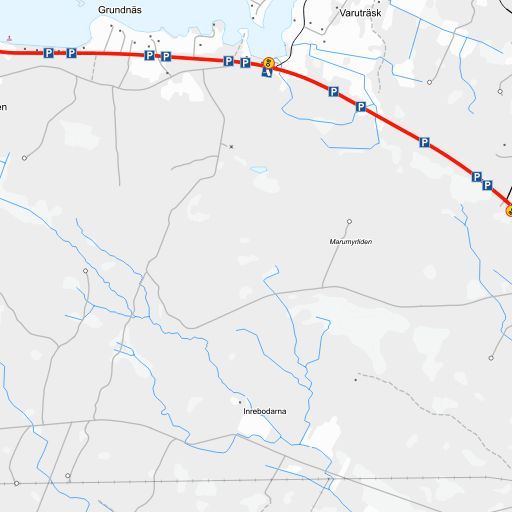 Grundnäs
Varuträsk
P P P P P P P P P P P
en
Marumyrliden
Inrebodarna